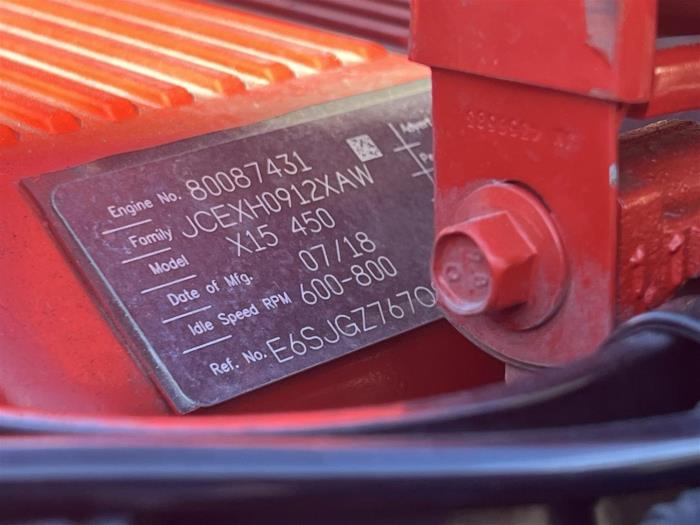 Engine No. 80087431
Family JCEXH0912XAW
Model X15 450
Date of Mfg. 07/18
Idle Speed RPM 600-800
Ref. No. E6SJGZ767Q